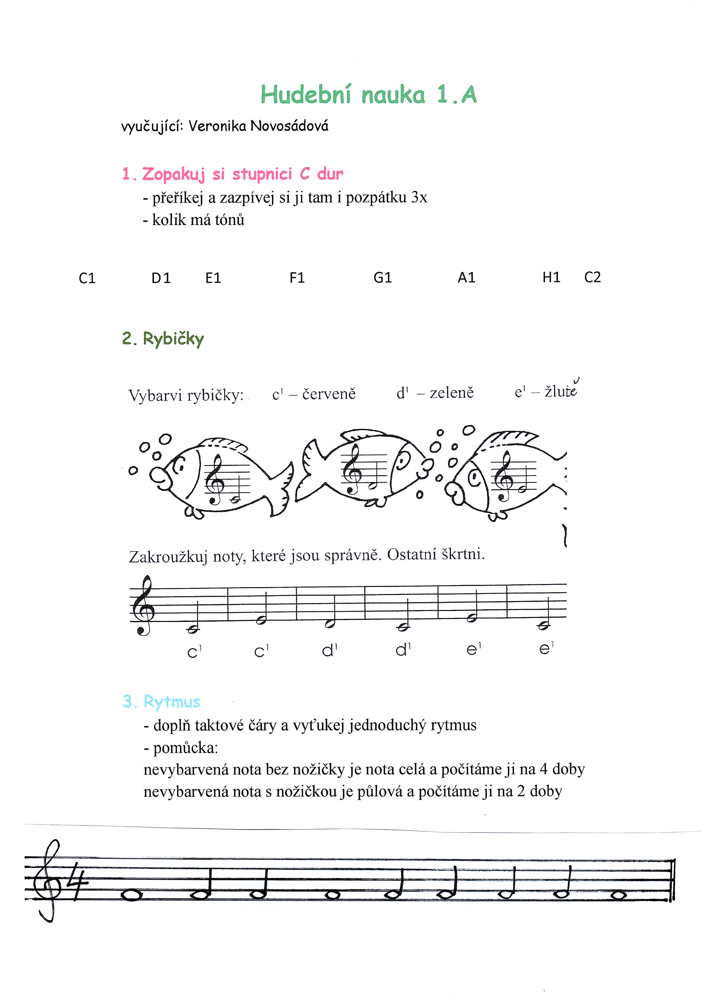 Hudební nauka 1.A
vyučující: Veronika Novosádová
1. Zopakuj si stupnici C dur
- přeříkej a zazpívej si ji tam i pozpátku 3x
- kolik má tónů
C1 D1 E1 F1 G1 A1 H1 C2
2. Rybičky
Vybarvi rybičky: c¹ – červeně d¹ – zeleně e¹ – žlutě
Zakroužkuj noty, které jsou správně. Ostatní škrtni.
c¹ c¹ d¹ d¹ e¹ e¹
3. Rytmus
- doplň taktové čáry a vyťukej jednoduchý rytmus
- pomůcka:
nevybarvená nota bez nožičky je nota celá a počítáme ji na 4 doby
nevybarvená nota s nožičkou je půlová a počítáme ji na 2 doby
4